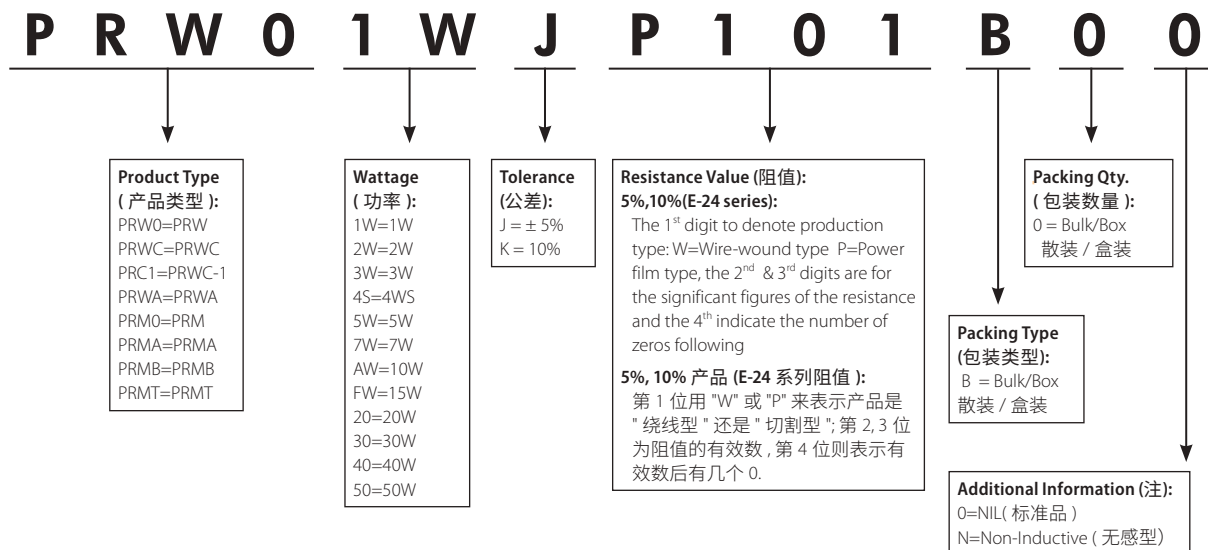 P R W 0 1 W J P 1 0 1 B 0 0
Product Type
( 产品类型 ):
PRW0=PRW
PRWC=PRWC
PRC1=PRWC-1
PRWA=PRWA
PRM0=PRM
PRMA=PRMA
PRMB=PRMB
PRMT=PRMT
Wattage
( 功率 ):
1W=1W
2W=2W
3W=3W
4S=4WS
5W=5W
7W=7W
AW=10W
FW=15W
20=20W
30=30W
40=40W
50=50W
Tolerance
(公差):
J = ± 5%
K = 10%
Resistance Value (阻值):
5%,10%(E-24 series):
The 1st digit to denote production
type: W=Wire-wound type P=Power
film type, the 2nd & 3rd digits are for
the significant figures of the resistance
and the 4th indicate the number of
zeros following
5%, 10% 产品 (E-24 系列阻值 ):
第 1 位用 "W" 或 "P" 来表示产品是
" 绕线型 " 还是 " 切割型 "; 第 2, 3 位
为阻值的有效数 , 第 4 位则表示有
效数后有几个 0.
Packing Type
(包装类型):
B = Bulk/Box
散装 / 盒装
Packing Qty.
( 包装数量 ):
0 = Bulk/Box
散装 / 盒装
Additional Information (注):
0=NIL( 标准品 )
N=Non-Inductive ( 无感型）